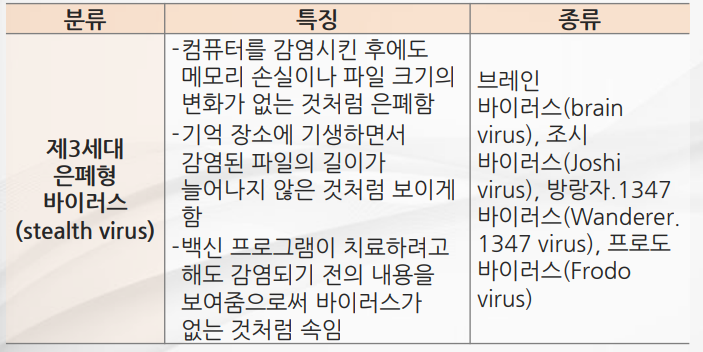 분류
특징
종류
제3세대
은폐형
바이러스
(stealth virus)
-컴퓨터를 감염시킨 후에도
메모리 손실이나 파일 크기의
변화가 없는 것처럼 은폐함
-기억 장소에 기생하면서
감염된 파일의 길이가
늘어나지 않은 것처럼 보이게
함
-백신 프로그램이 치료하려고
해도 감염되기 전의 내용을
보여줌으로써 바이러스가
없는 것처럼 속임
브레인
바이러스(brain
virus), 조시
바이러스(Joshi
virus), 방랑자.1347
바이러스(Wanderer.
1347 virus), 프로도
바이러스(Frodo
virus)